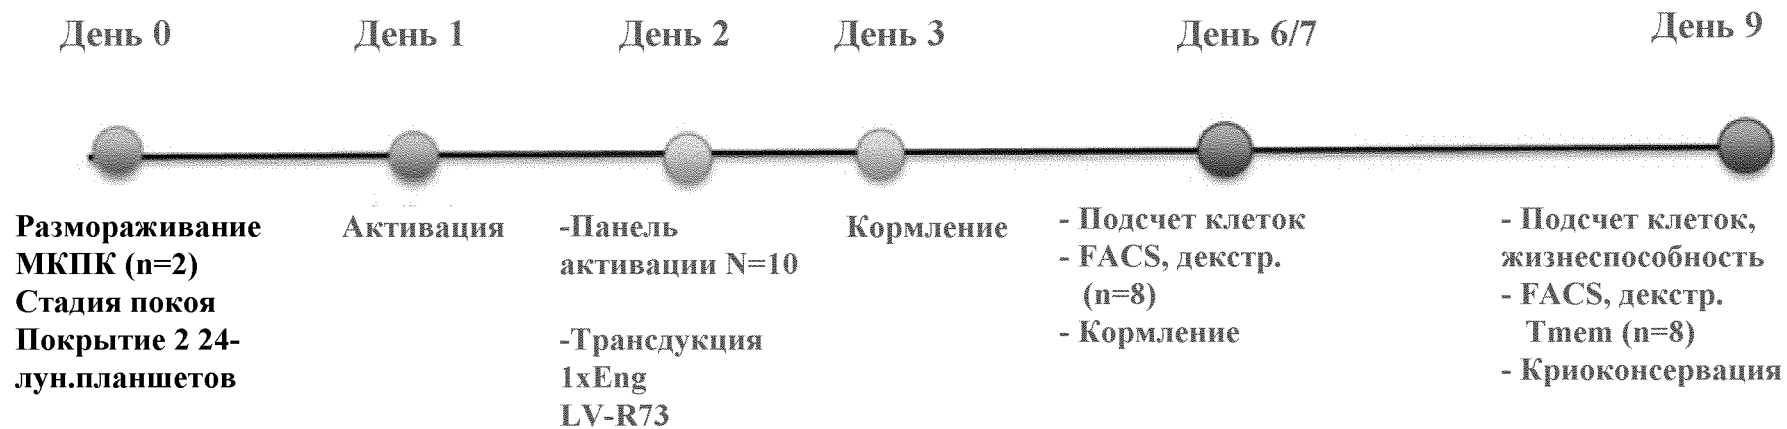 День 0
День 1
День 2
День 3
День 6/7
День 9
Размораживание
МКПК (n=2)
Стадия покоя
Покрытие 2 24-
лун.планшетов
Активация
-Панель
активации N=10
-Трансдукция
1xEng
LV-R73
Кормление
- Подсчет клеток
- FACS, декстр.
(n=8)
- Кормление
- Подсчет клеток,
жизнеспособность
- FACS, декстр.
Tmem (n=8)
- Криоконсервация